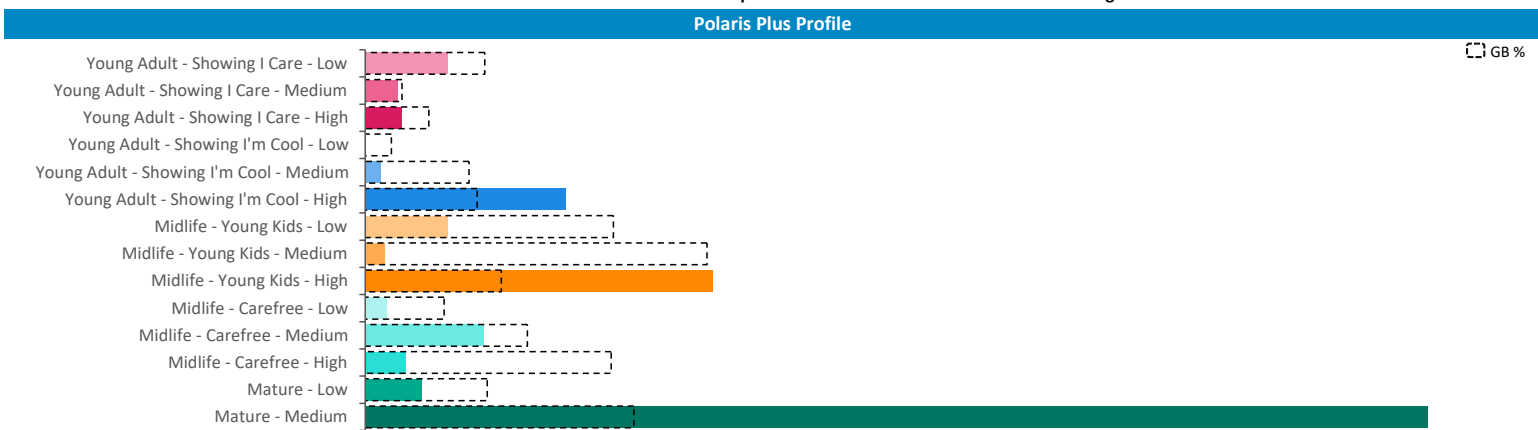 Polaris Plus Profile
GB %
Young Adult - Showing I Care - Low
Young Adult - Showing I Care - Medium
Young Adult - Showing I Care - High
Young Adult - Showing I'm Cool - Low
Young Adult - Showing I'm Cool - Medium
Young Adult - Showing I'm Cool - High
Midlife - Young Kids - Low
Midlife - Young Kids - Medium
Midlife - Young Kids - High
Midlife - Carefree - Low
Midlife - Carefree - Medium
Midlife - Carefree - High
Mature - Low
Mature - Medium